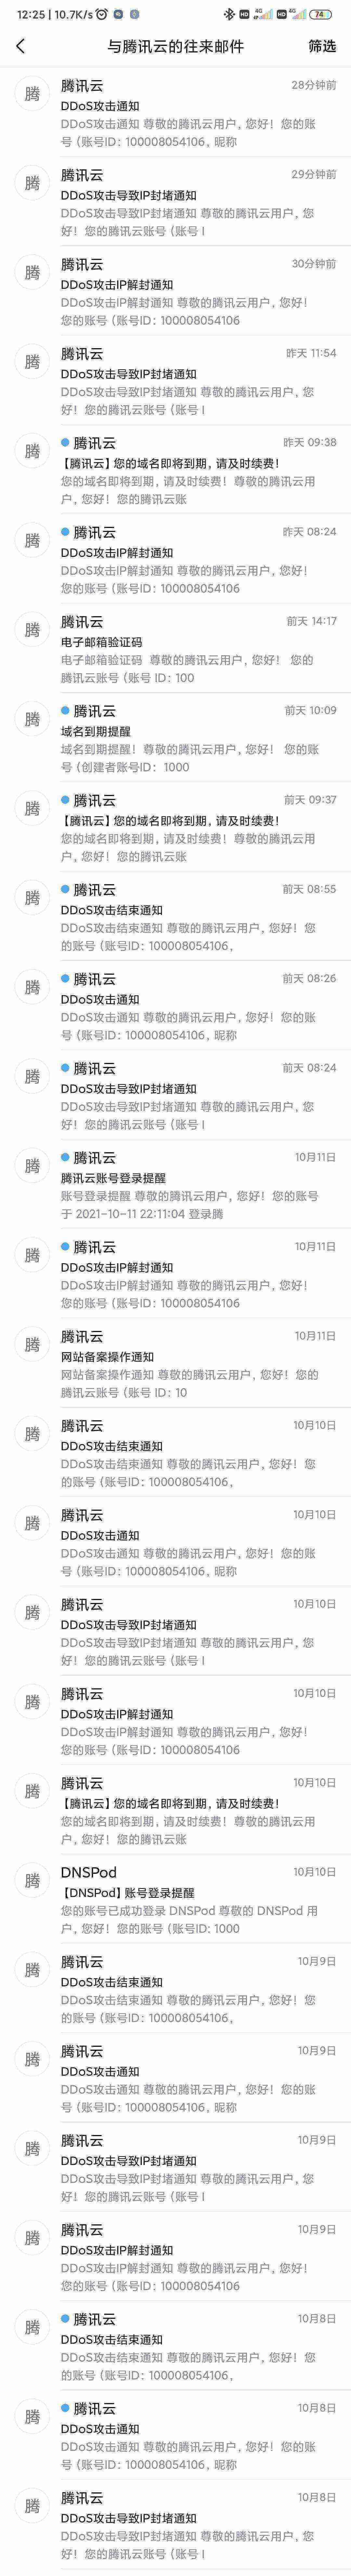 12:25 | 10.7K/s
HD 4G HD 4G 74
与腾讯云的往来邮件 筛选
腾
腾讯云 28分钟前
DDoS攻击通知
DDoS攻击通知 尊敬的腾讯云用户，您好！您的账
号 (账号ID: 100008054106, 昵称
腾
腾讯云 29分钟前
DDoS攻击导致IP封堵通知
DDoS攻击导致IP封堵通知 尊敬的腾讯云用户，您
好！您的腾讯云账号 (账号 I
腾
腾讯云 30分钟前
DDoS攻击IP解封通知
DDoS攻击IP解封通知 尊敬的腾讯云用户，您好！
您的账号 (账号ID: 100008054106
腾
腾讯云 昨天 11:54
DDoS攻击导致IP封堵通知
DDoS攻击导致IP封堵通知 尊敬的腾讯云用户，您
好！您的腾讯云账号 (账号 I
腾
腾讯云 昨天 09:38
【腾讯云】您的域名即将到期，请及时续费！
您的域名即将到期，请及时续费！尊敬的腾讯云用
户，您好！您的腾讯云账
腾
腾讯云 昨天 08:24
DDoS攻击IP解封通知
DDoS攻击IP解封通知 尊敬的腾讯云用户，您好！
您的账号 (账号ID: 100008054106
腾
腾讯云 前天 14:17
电子邮箱验证码
电子邮箱验证码 尊敬的腾讯云用户，您好！ 您的
腾讯云账号 (账号 ID: 100
腾
腾讯云 前天 10:09
域名到期提醒
域名到期提醒！尊敬的腾讯云用户，您好！ 您的账
号 (创建者账号ID: 1000
腾
腾讯云 前天 09:37
【腾讯云】您的域名即将到期，请及时续费！
您的域名即将到期，请及时续费！尊敬的腾讯云用
户，您好！您的腾讯云账
腾
腾讯云 前天 08:55
DDoS攻击结束通知
DDoS攻击结束通知 尊敬的腾讯云用户，您好！您
的账号 (账号ID: 100008054106,
腾
腾讯云 前天 08:26
DDoS攻击通知
DDoS攻击通知 尊敬的腾讯云用户，您好！您的账
号 (账号ID: 100008054106, 昵称
腾
腾讯云 前天 08:24
DDoS攻击导致IP封堵通知
DDoS攻击导致IP封堵通知 尊敬的腾讯云用户，您
好！您的腾讯云账号 (账号 I
腾
腾讯云 10月11日
腾讯云账号登录提醒
账号登录提醒 尊敬的腾讯云用户，您好！您的账号
于 2021-10-11 22:11:04 登录腾
腾
腾讯云 10月11日
DDoS攻击IP解封通知
DDoS攻击IP解封通知 尊敬的腾讯云用户，您好！
您的账号 (账号ID: 100008054106
腾
腾讯云 10月11日
网站备案操作通知
网站备案操作通知 尊敬的腾讯云用户，您好！您的
腾讯云账号 (账号 ID: 10
腾
腾讯云 10月10日
DDoS攻击结束通知
DDoS攻击结束通知 尊敬的腾讯云用户，您好！您
的账号 (账号ID: 100008054106,
腾
腾讯云 10月10日
DDoS攻击通知
DDoS攻击通知 尊敬的腾讯云用户，您好！您的账
号 (账号ID: 100008054106, 昵称
腾
腾讯云 10月10日
DDoS攻击导致IP封堵通知
DDoS攻击导致IP封堵通知 尊敬的腾讯云用户，您
好！您的腾讯云账号 (账号 I
腾
腾讯云 10月10日
DDoS攻击IP解封通知
DDoS攻击IP解封通知 尊敬的腾讯云用户，您好！
您的账号 (账号ID: 100008054106
腾
腾讯云 10月10日
【腾讯云】您的域名即将到期，请及时续费！
您的域名即将到期，请及时续费！尊敬的腾讯云用
户，您好！您的腾讯云账
腾
DNSPod 10月10日
【DNSPod】账号登录提醒
您的账号已成功登录 DNSPod 尊敬的 DNSPod 用
户，您好！您的账号 (账号ID: 1000
腾
腾讯云 10月9日
DDoS攻击结束通知
DDoS攻击结束通知 尊敬的腾讯云用户，您好！您
的账号 (账号ID: 100008054106,
腾
腾讯云 10月9日
DDoS攻击通知
DDoS攻击通知 尊敬的腾讯云用户，您好！您的账
号 (账号ID: 100008054106, 昵称
腾
腾讯云 10月9日
DDoS攻击导致IP封堵通知
DDoS攻击导致IP封堵通知 尊敬的腾讯云用户，您
好！您的腾讯云账号 (账号 I
腾
腾讯云 10月9日
DDoS攻击IP解封通知
DDoS攻击IP解封通知 尊敬的腾讯云用户，您好！
您的账号 (账号ID: 100008054106
腾
腾讯云 10月8日
DDoS攻击结束通知
DDoS攻击结束通知 尊敬的腾讯云用户，您好！您
的账号 (账号ID: 100008054106,
腾
腾讯云 10月8日
DDoS攻击通知
DDoS攻击通知 尊敬的腾讯云用户，您好！您的账
号 (账号ID: 100008054106, 昵称
腾
腾讯云 10月8日
DDoS攻击导致IP封堵通知
DDoS攻击导致IP封堵通知 尊敬的腾讯云用户，您
好！您的腾讯云账号 (账号 I